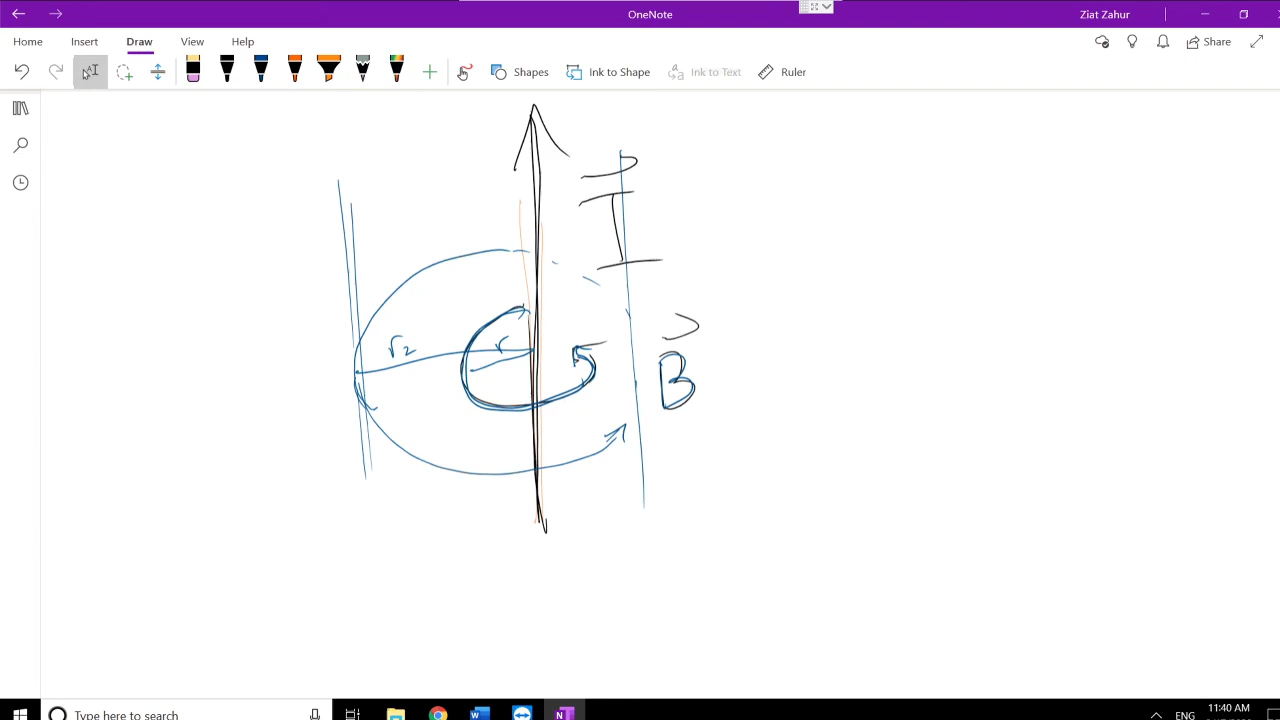 OneNote
Ziat Zahur
Home Insert Draw View Help
Share
Shapes Ink to Shape Ink to Text Ruler
I
r₂ r
B
Type here to search
11:40 AM
ENG